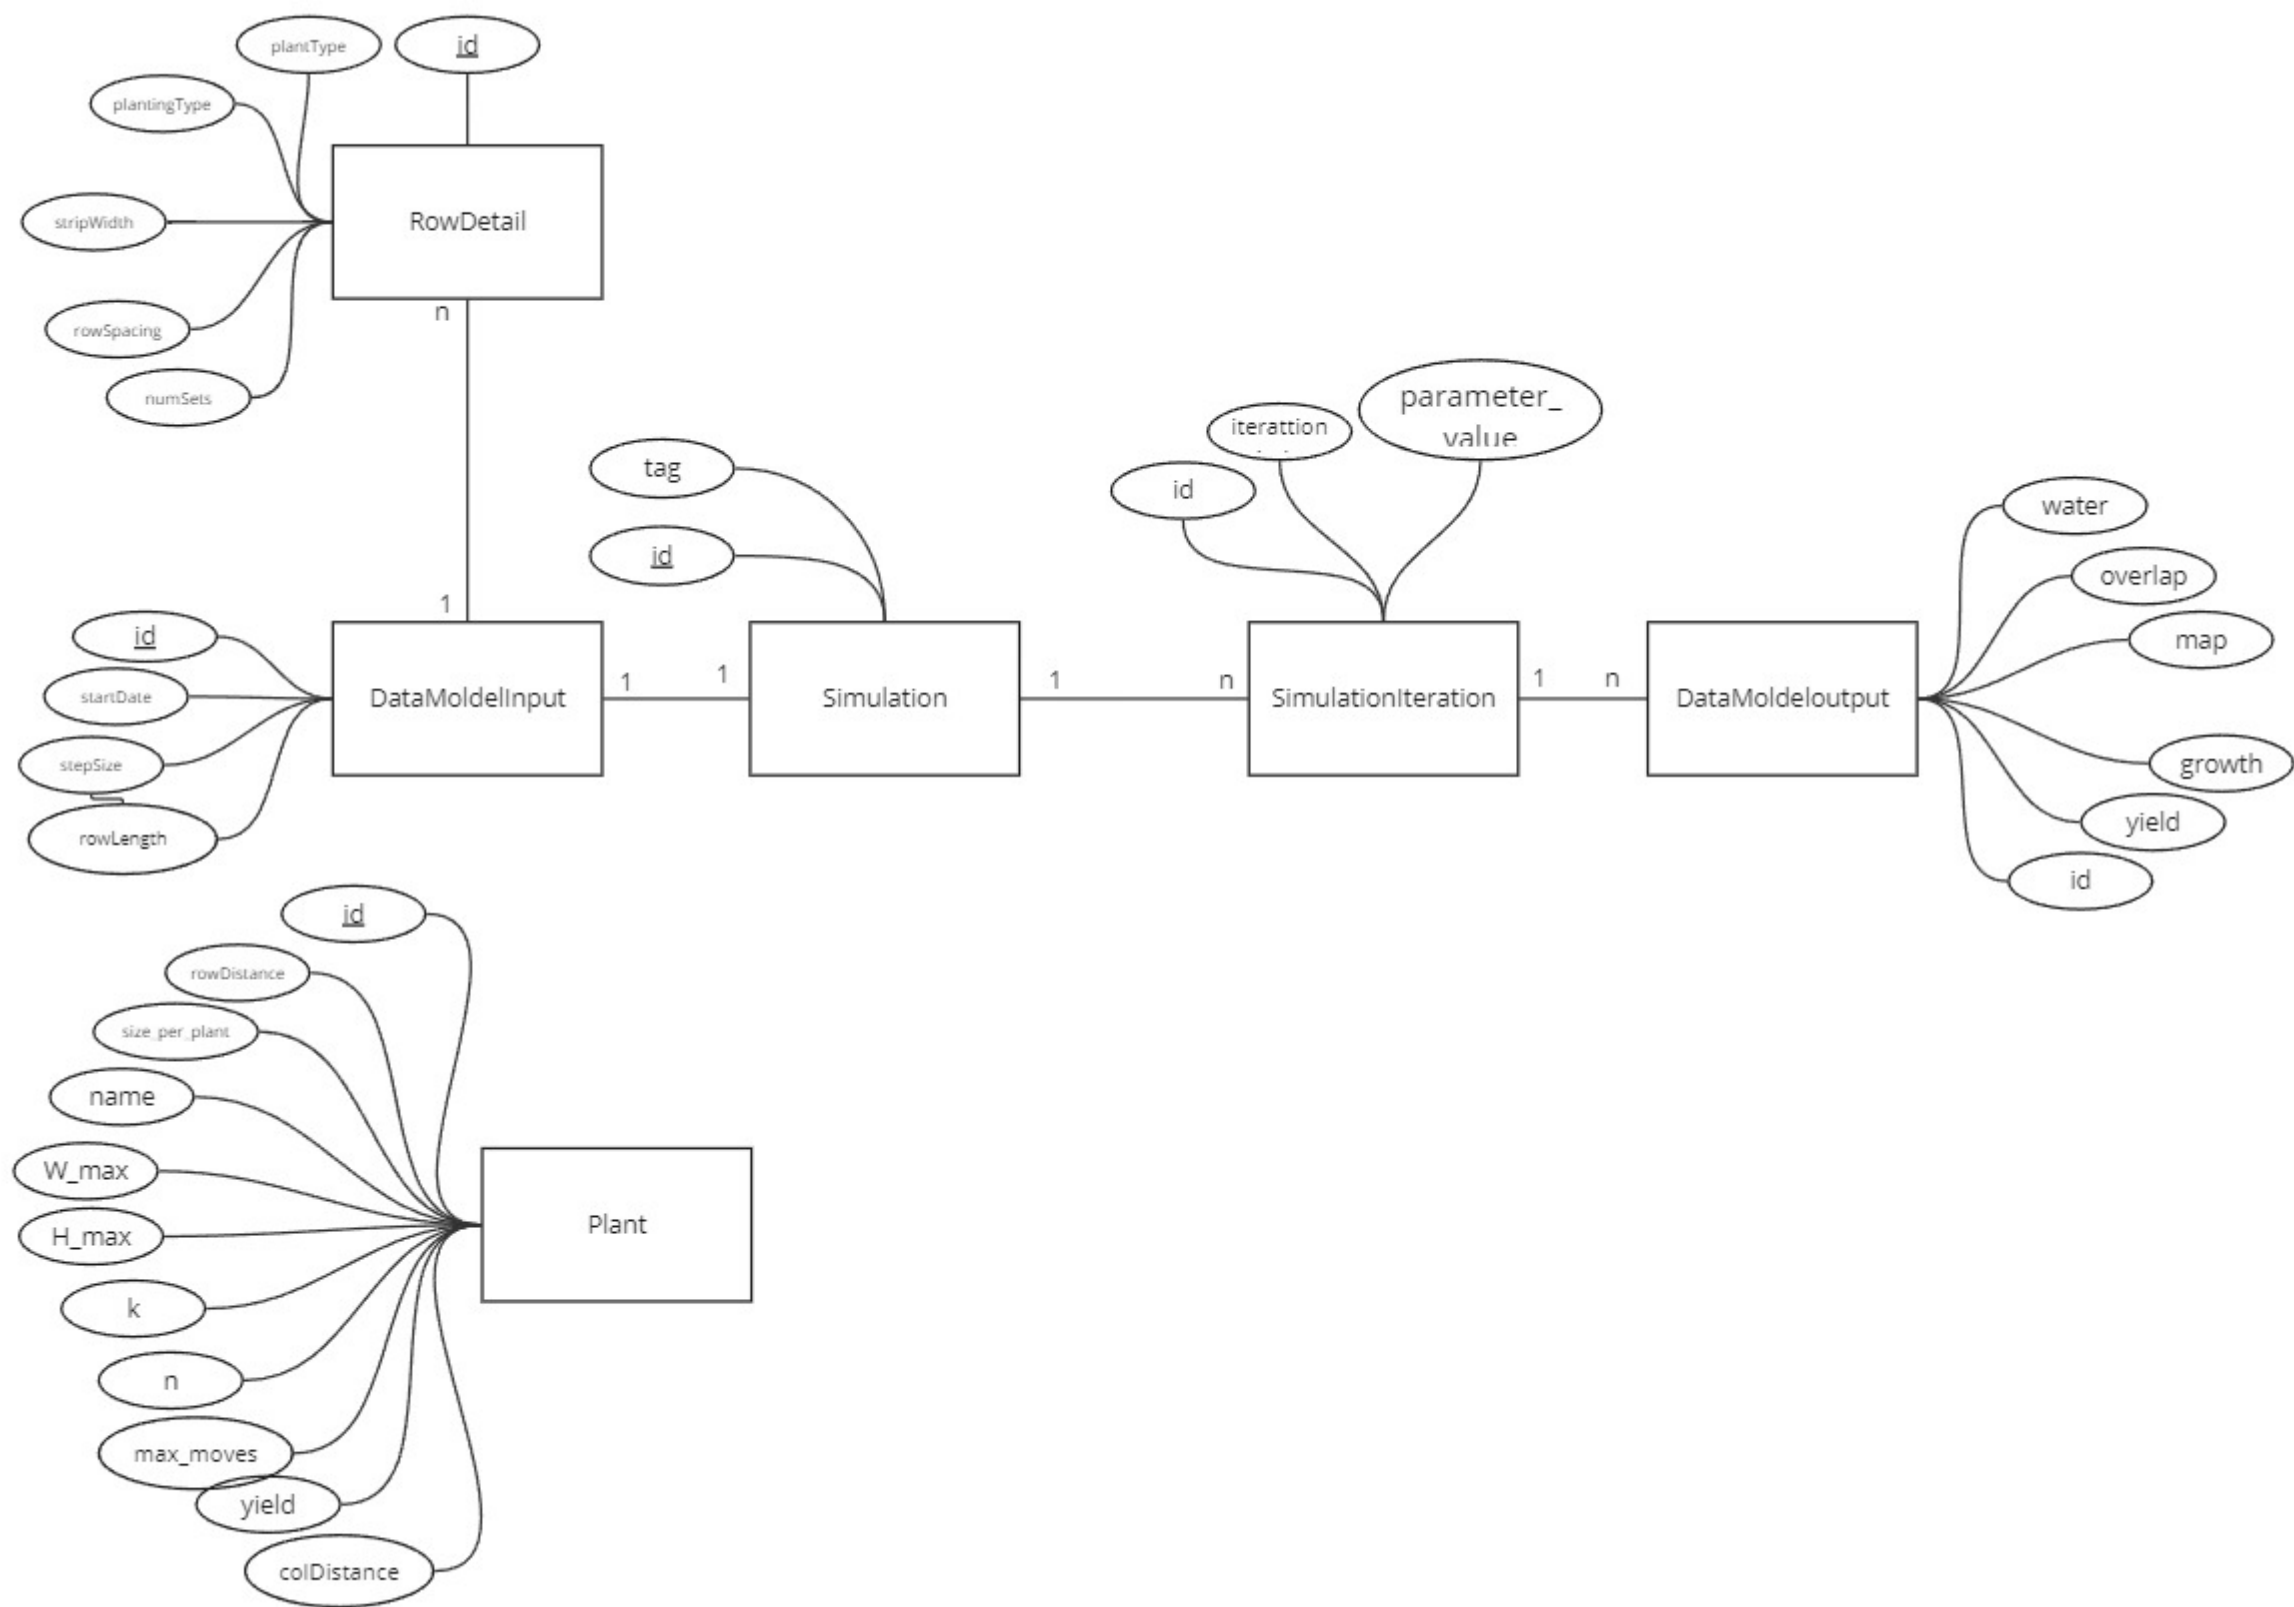 plantType
id
plantingType
stripWidth
RowDetail
rowSpacing
numSets
n
1
tag
id
iterattion
parameter_
value
id
id
startDate
stepSize
rowLength
DataMoldelInput
1
1
Simulation
1
n
SimulationIteration
1
n
DataMoldeloutput
water
overlap
map
growth
yield
id
id
rowDistance
size_per_plant
name
W_max
H_max
k
n
max_moves
yield
colDistance
Plant